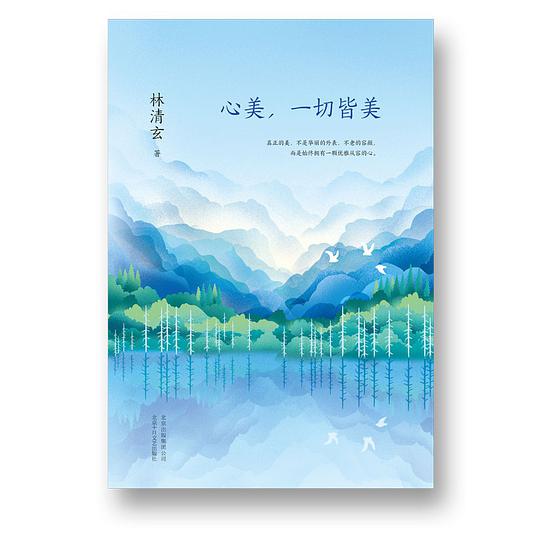 心美，一切皆美
林清玄 著
真正的美，不是华丽的外表、不老的容颜，
而是始终拥有一颗优雅从容的心。
北京出版集团公司
北京十月文艺出版社